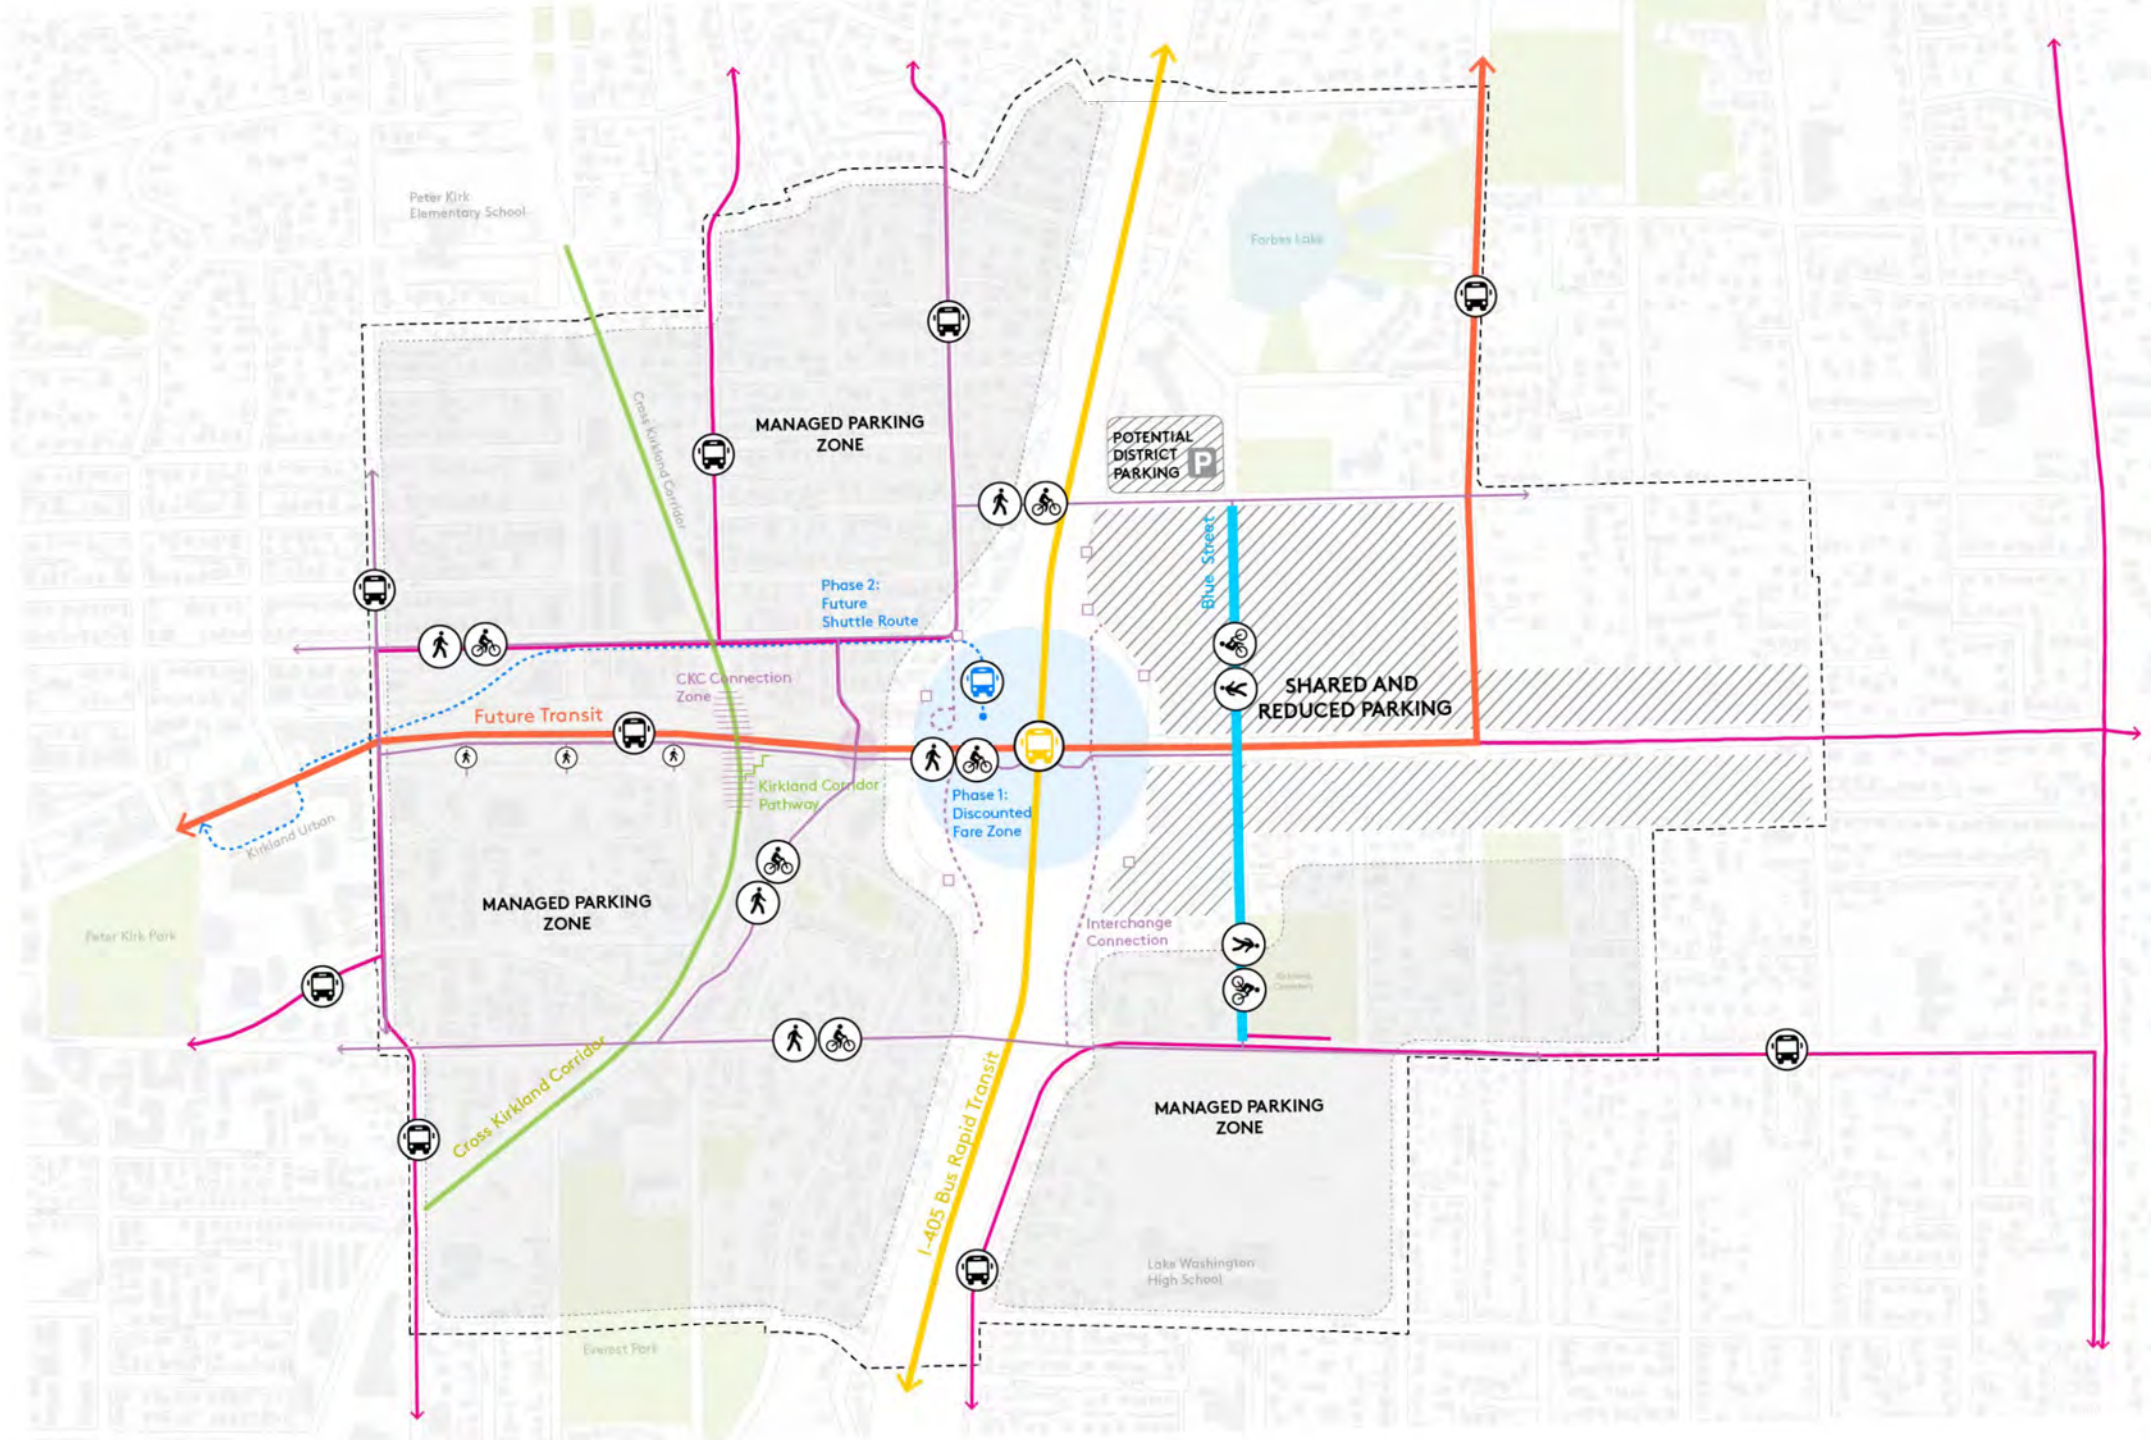 Peter Kirk
Elementary School
Forbes Lake
Cross Kirkland Corridor
MANAGED PARKING
ZONE
POTENTIAL
DISTRICT
PARKING
P
Blue Street
Phase 2:
Future
Shuttle Route
CKC Connection
Zone
SHARED AND
REDUCED PARKING
Future Transit
Kirkland Corridor
Pathway
Phase 1:
Discounted
Fare Zone
Kirkland Urban
MANAGED PARKING
ZONE
Peter Kirk Park
Interchange
Connection
Kirkland
Cemetery
Cross Kirkland Corridor
I-405 Bus Rapid Transit
MANAGED PARKING
ZONE
Lake Washington
High School
Everest Park